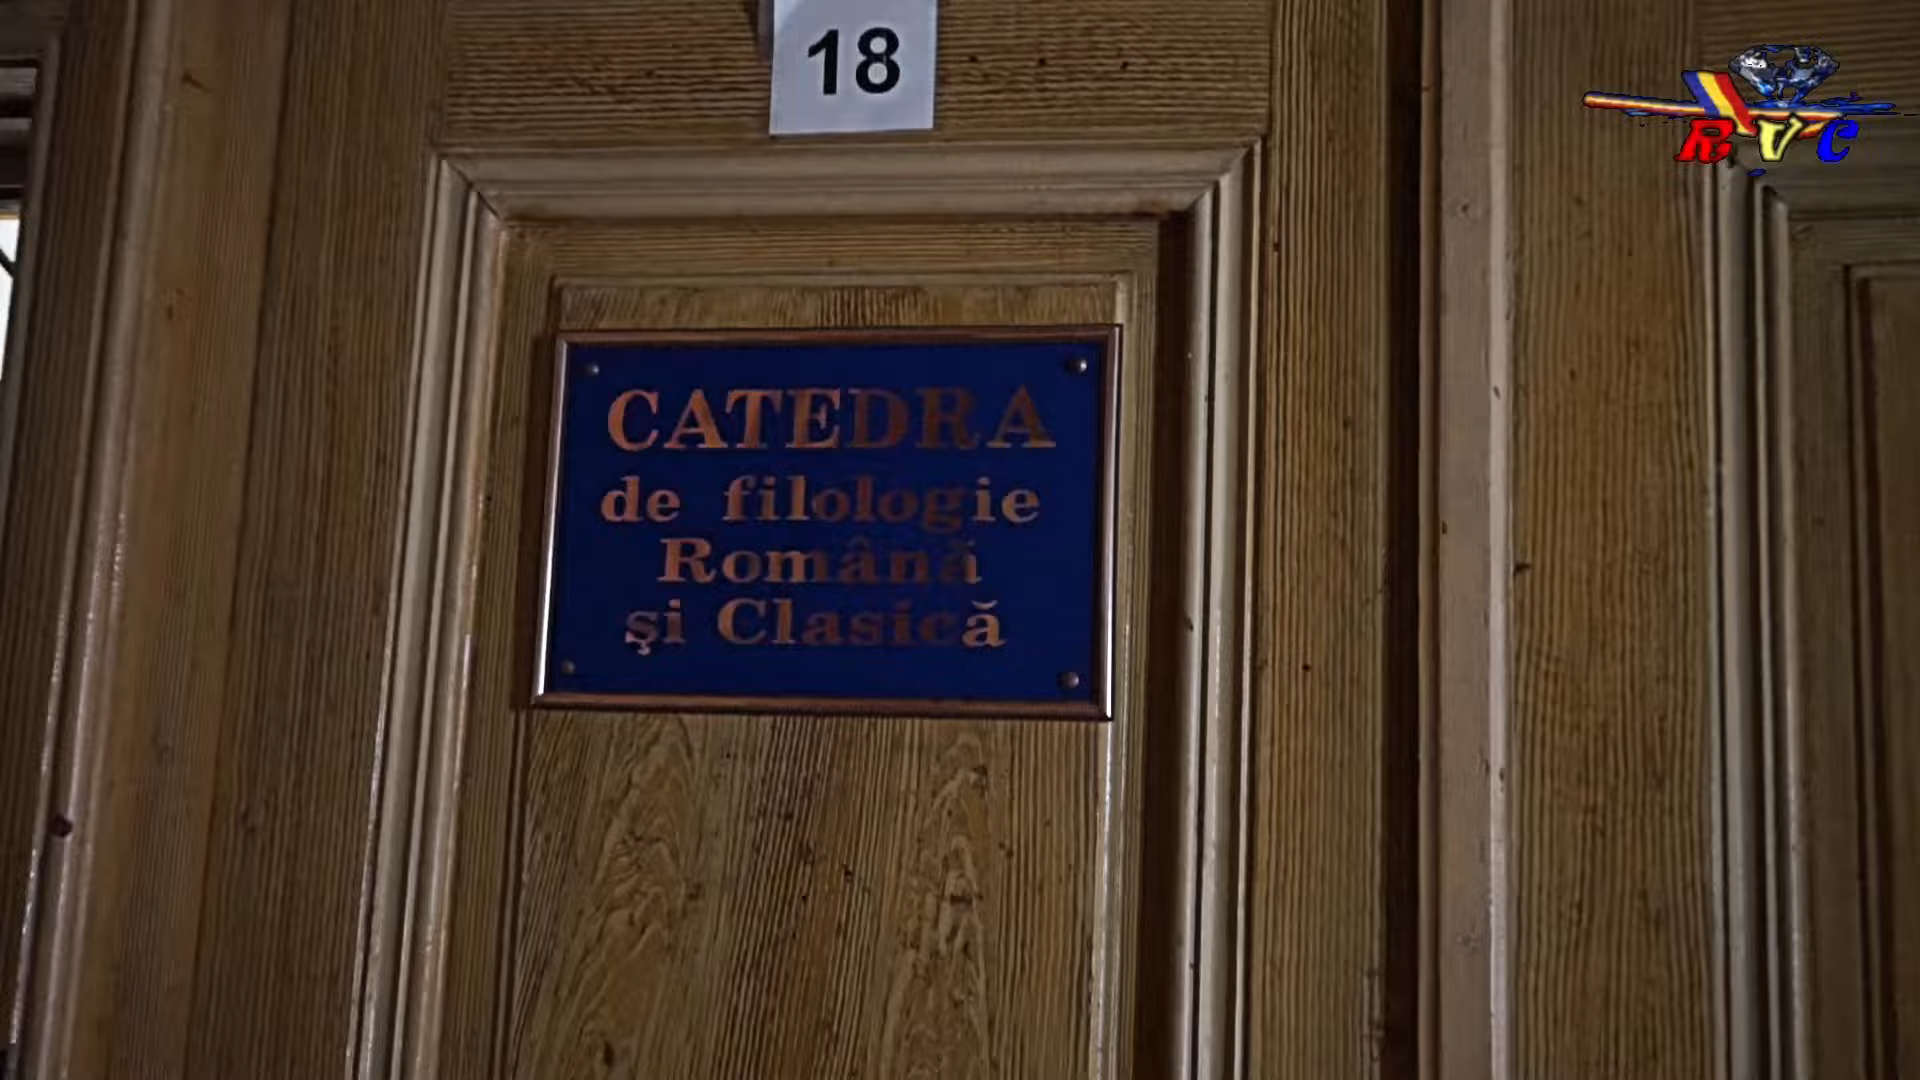 18
RVC
CATEDRA
de filologie
Română
şi Clasică